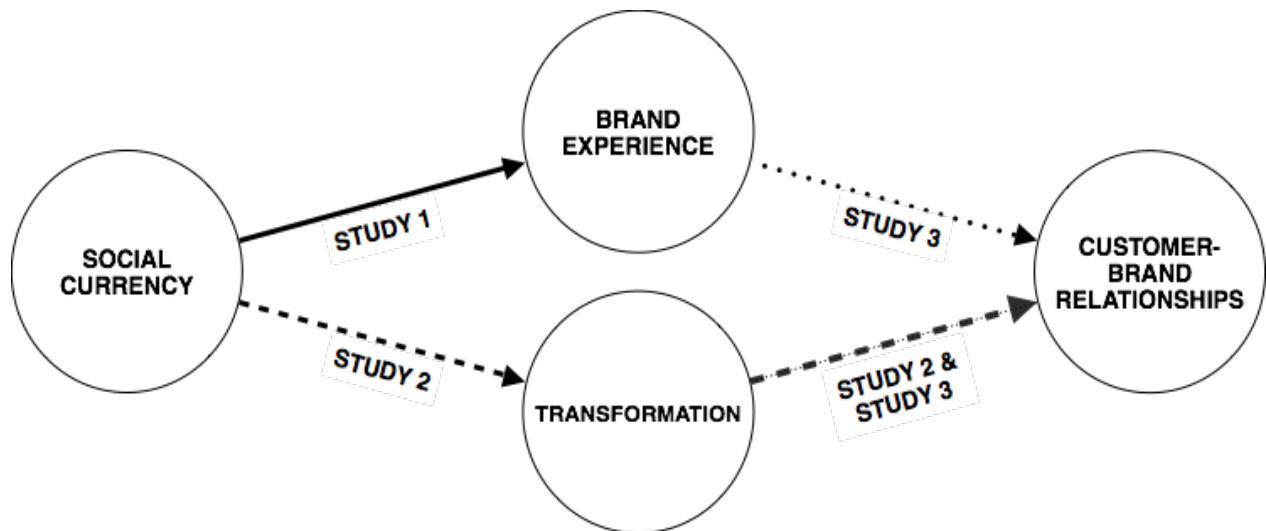 BRAND
EXPERIENCE
STUDY 1
STUDY 3
SOCIAL
CURRENCY
CUSTOMER-
BRAND
RELATIONSHIPS
STUDY 2
STUDY 2 &
STUDY 3
TRANSFORMATION